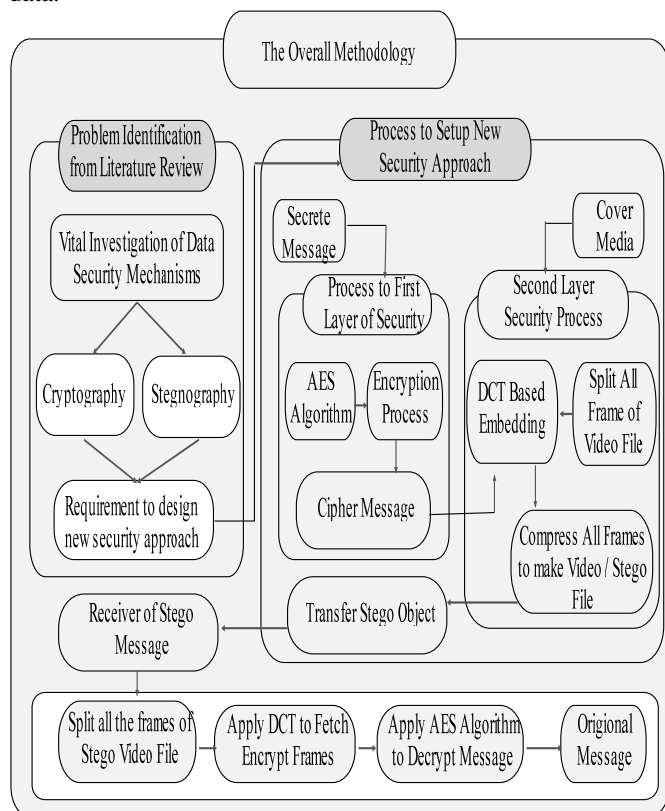 data.
The Overall Methodology
Problem Identification
from Literature Review
Process to Setup New
Security Approach
Vital Investigation of Data
Security Mechanisms
Cryptography
Stegnography
Requirement to design
new security approach
Secrete
Message
Cover
Media
Process to First
Layer of Security
Second Layer
Security Process
AES
Algorithm
Encryption
Process
DCT Based
Embedding
Split All
Frame of
Video File
Cipher Message
Compress All Frames
to make Video / Stego
File
Transfer Stego Object
Receiver of Stego
Message
Split all the frames of
Stego Video File
Apply DCT to Fetch
Encrypt Frames
Apply AES Algorithm
to Decrypt Message
Origional
Message